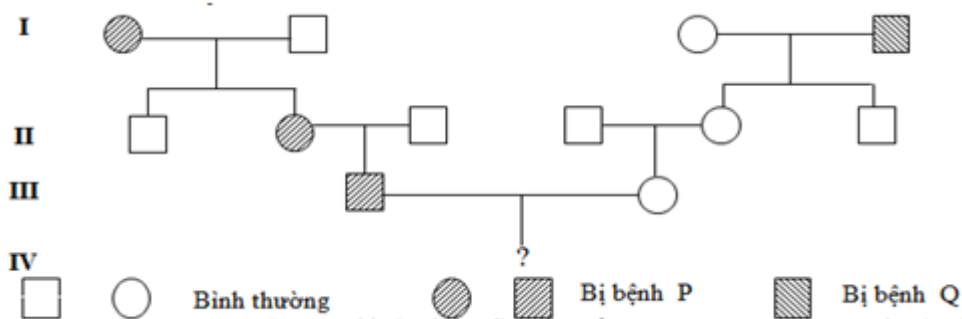 I
II
III
IV
?
Bình thường
Bị bệnh P
Bị bệnh Q